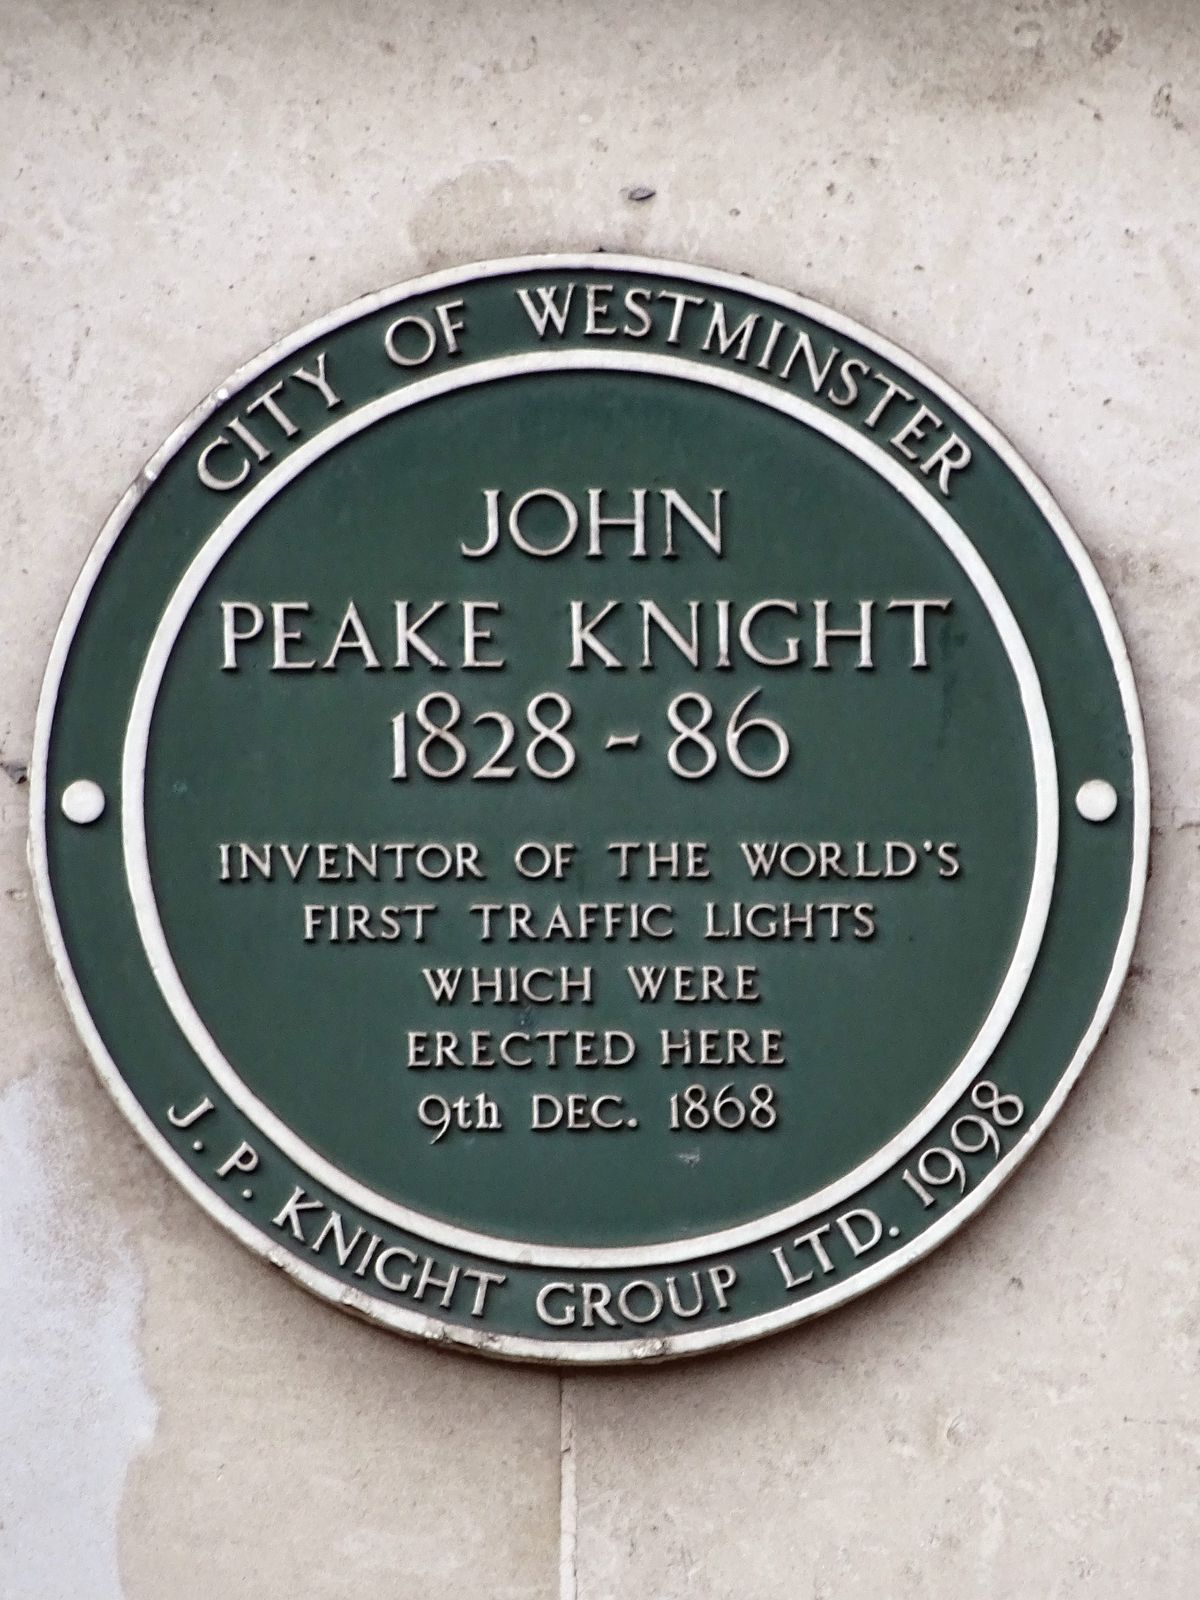 CITY OF WESTMINSTER
JOHN
PEAKE KNIGHT
1828 - 86
INVENTOR OF THE WORLD'S
FIRST TRAFFIC LIGHTS
WHICH WERE
ERECTED HERE
9th DEC. 1868
J. P. KNIGHT GROUP LTD. 1998